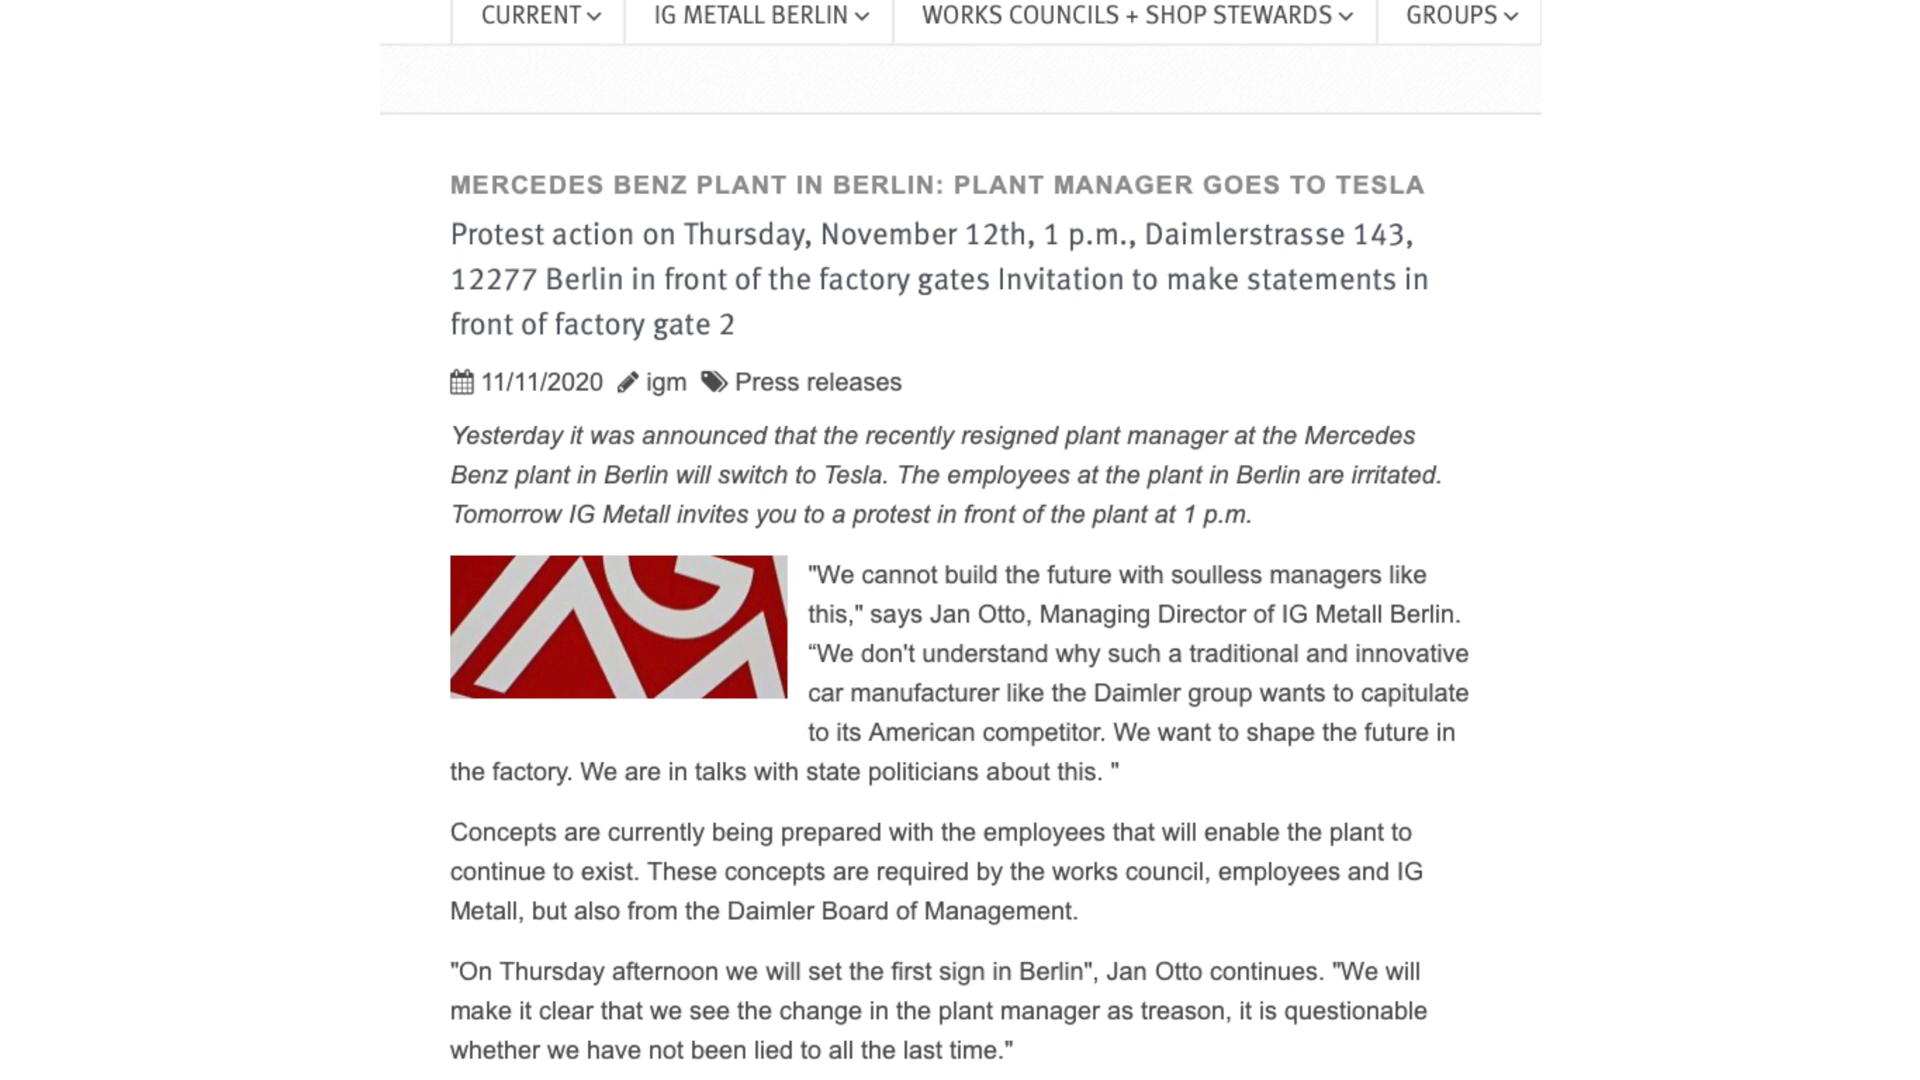 CURRENT
IG METALL BERLIN
WORKS COUNCILS + SHOP STEWARDS
GROUPS
MERCEDES BENZ PLANT IN BERLIN: PLANT MANAGER GOES TO TESLA
Protest action on Thursday, November 12th, 1 p.m., Daimlerstrasse 143,
12277 Berlin in front of the factory gates Invitation to make statements in
front of factory gate 2
11/11/2020 igm Press releases
Yesterday it was announced that the recently resigned plant manager at the Mercedes
Benz plant in Berlin will switch to Tesla. The employees at the plant in Berlin are irritated.
Tomorrow IG Metall invites you to a protest in front of the plant at 1 p.m.
IGM
"We cannot build the future with soulless managers like
this," says Jan Otto, Managing Director of IG Metall Berlin.
“We don't understand why such a traditional and innovative
car manufacturer like the Daimler group wants to capitulate
to its American competitor. We want to shape the future in
the factory. We are in talks with state politicians about this. "
Concepts are currently being prepared with the employees that will enable the plant to
continue to exist. These concepts are required by the works council, employees and IG
Metall, but also from the Daimler Board of Management.
"On Thursday afternoon we will set the first sign in Berlin", Jan Otto continues. "We will
make it clear that we see the change in the plant manager as treason, it is questionable
whether we have not been lied to all the last time."